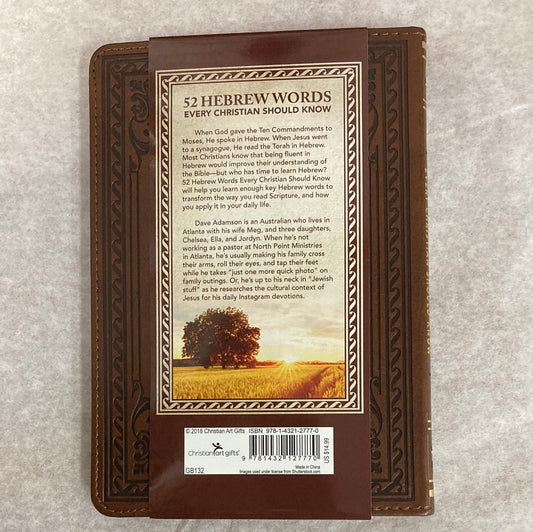 52 HEBREW WORDS
EVERY CHRISTIAN SHOULD KNOW
When God gave the Ten Commandments to
Moses, He spoke in Hebrew. When Jesus went
to a synagogue, He read the Torah in Hebrew.
Most Christians know that being fluent in
Hebrew would improve their understanding of
the Bible—but who has time to learn Hebrew?
52 Hebrew Words Every Christian Should Know
will help you learn enough key Hebrew words to
transform the way you read Scripture, and how
you apply it in your daily life.
Dave Adamson is an Australian who lives in
Atlanta with his wife Meg, and three daughters,
Chelsea, Ella, and Jordyn. When he's not
working as a pastor at North Point Ministries
in Atlanta, he's usually making his family cross
their arms, roll their eyes, and tap their feet
while he takes "just one more quick photo" on
family outings. Or, he's up to his neck in "Jewish
stuff" as he researches the cultural context of
Jesus for his daily Instagram devotions.
© 2018 Christian Art Gifts ISBN 978-1-4321-2777-0
christianart gifts®
9 781432 127770
US $14.99
GB132
Made in China
Images used under license from Shutterstock.com